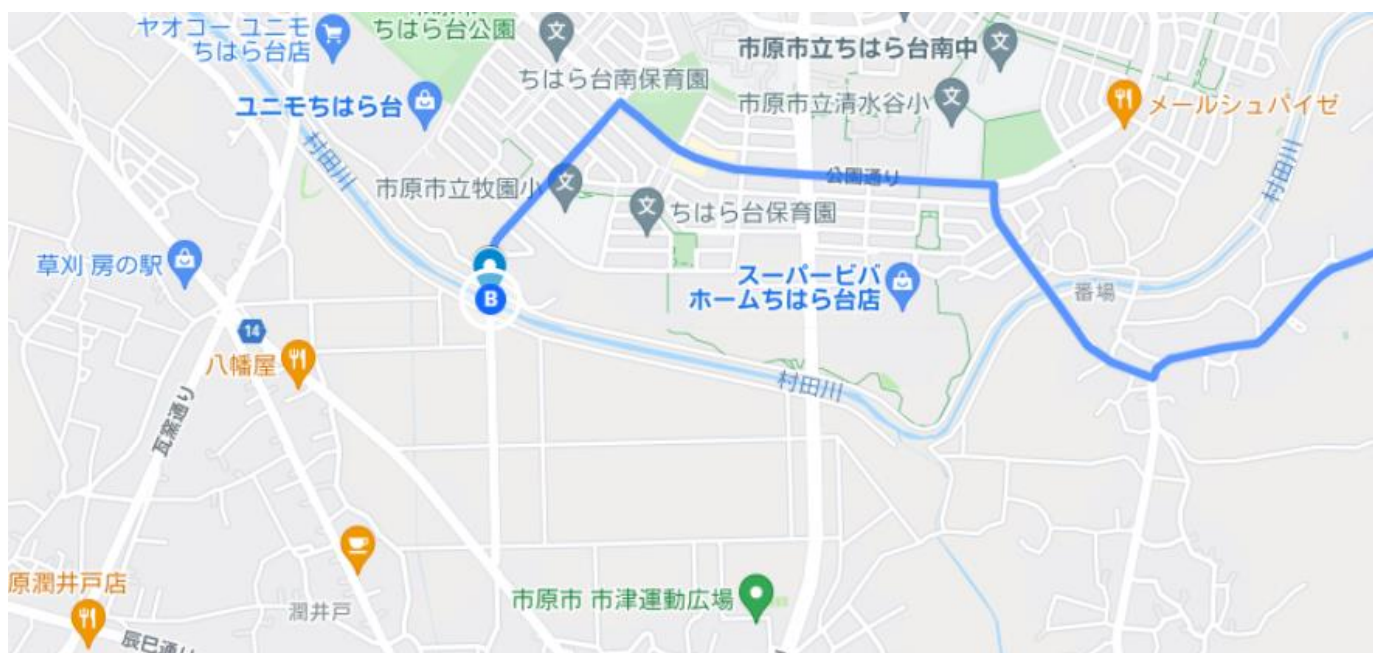 ヤオコー ユニモ
ちはら台店
ちはら台公園
ちはら台南保育園
市原市立ちはら台南中
ユニモちはら台
市原市立清水谷小
メールシュパイゼ
村田川
市原市立牧園小
公園通り
村田川
ちはら台保育園
草刈 房の駅
スーパービバ
ホームちはら台店
番場
B
14
八幡屋
村田川
瓦窯通り
原潤井戸店
潤井戸
市原市 市津運動広場
辰巳通り